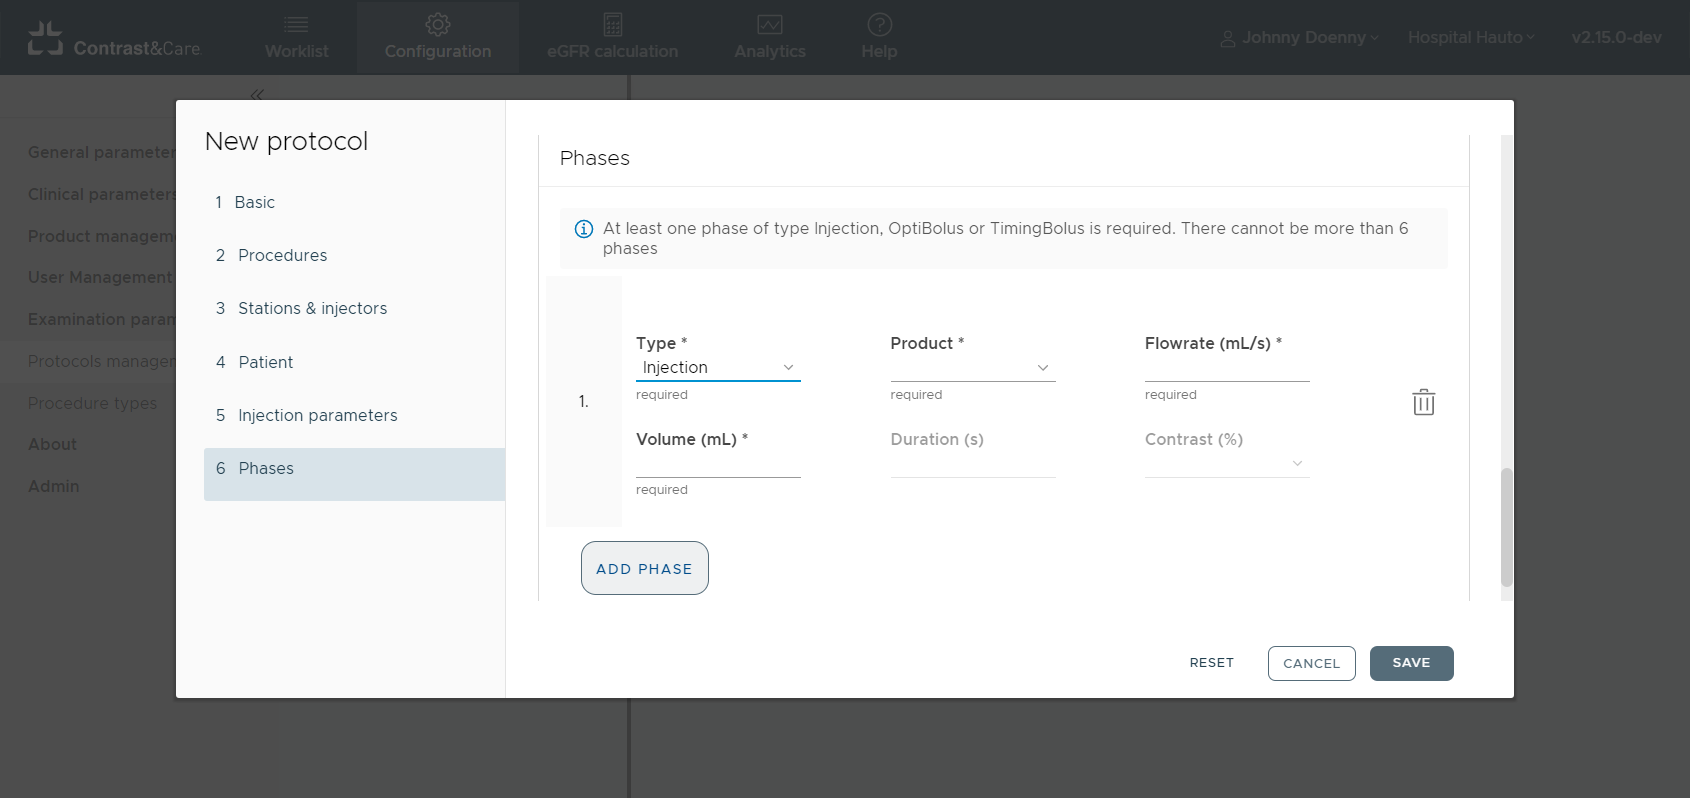 Contrast&Care
Worklist
Configuration
eGFR calculation
Analytics
Help
Johnny Doenny
Hospital Hauto
v2.15.0-dev
General parameter
Clinical parameters
Product managem
User Management
Examination param
Protocols manager
Procedure types
About
Admin
New protocol
1 Basic
2 Procedures
3 Stations & injectors
4 Patient
5 Injection parameters
6 Phases
Phases
At least one phase of type Injection, OptiBolus or TimingBolus is required. There cannot be more than 6
phases
1.
Type *
Injection
required
Product *
required
Flowrate (mL/s) *
required
Volume (mL) *
required
Duration (s)
Contrast (%)
ADD PHASE
RESET
CANCEL
SAVE